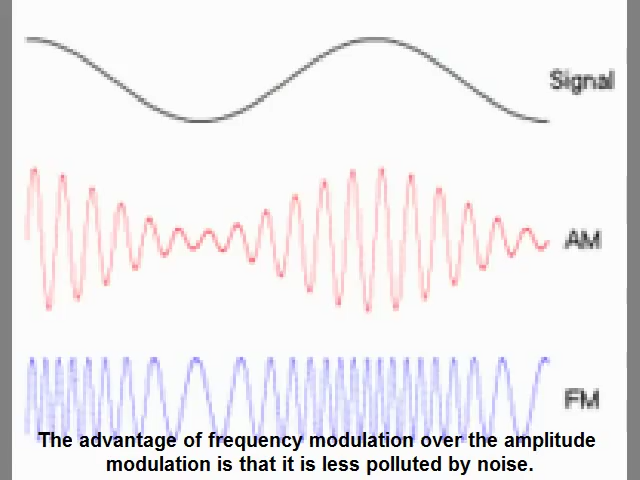 Signal
AM
FM
The advantage of frequency modulation over the amplitude
modulation is that it is less polluted by noise.